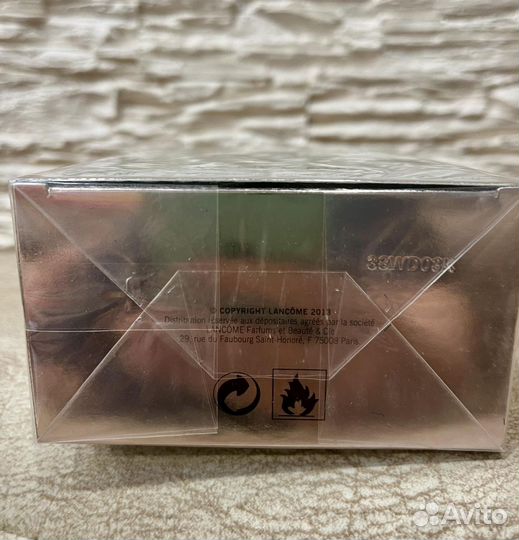 © COPYRIGHT LANCÔME 2013
Distribution réservée aux dépositaires agréés par la société
LANCÔME Parfums et Beauté & Cie
29, rue du Faubourg Saint-Honoré, F 75008 Paris
Avito